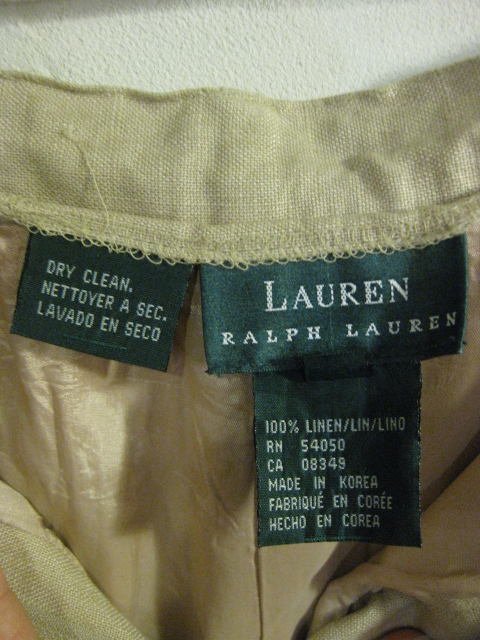 DRY CLEAN.
NETTOYER A SEC.
LAVADO EN SECO
LAUREN
RALPH LAUREN
100% LINEN/LIN/LINO
RN 54050
CA 08349
MADE IN KOREA
FABRIQUÉ EN CORÉE
HECHO EN COREA